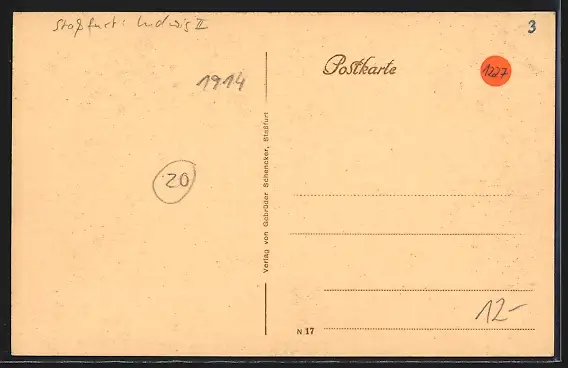 Staßfurt: Ludwig II
3
1914
Postkarte
1227
20
Verlag von Gebrüder Schencker, Staßfurt
12-
N 17